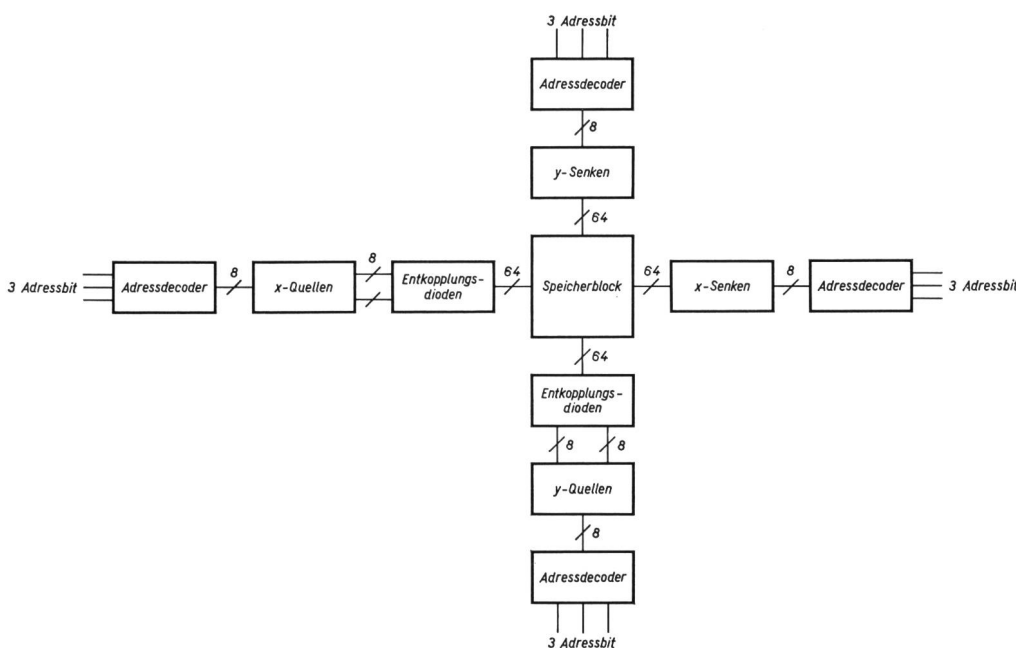 3 Adressbit
Adressdecoder
8
y-Senken
64
3 Adressbit
Adressdecoder
8
x-Quellen
8
Entkopplungs-
dioden
64
Speicherblock
64
x-Senken
8
Adressdecoder
3 Adressbit
64
Entkopplungs-
dioden
8
8
y-Quellen
8
Adressdecoder
3 Adressbit